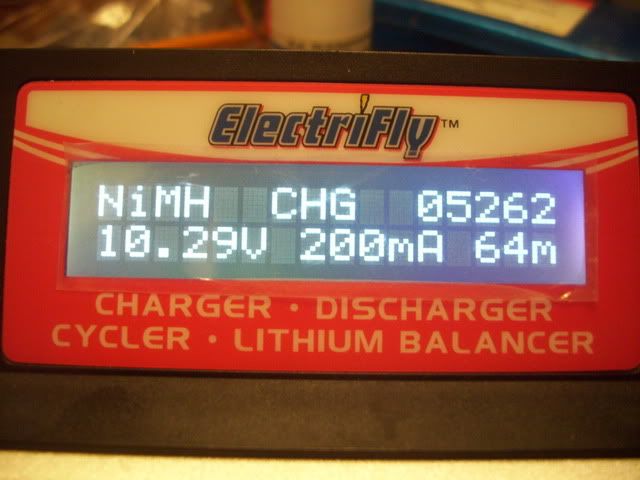 ElectriFly™
NiMH CHG 05262
10.29V 200mA 64m
CHARGER · DISCHARGER
CYCLER · LITHIUM BALANCER